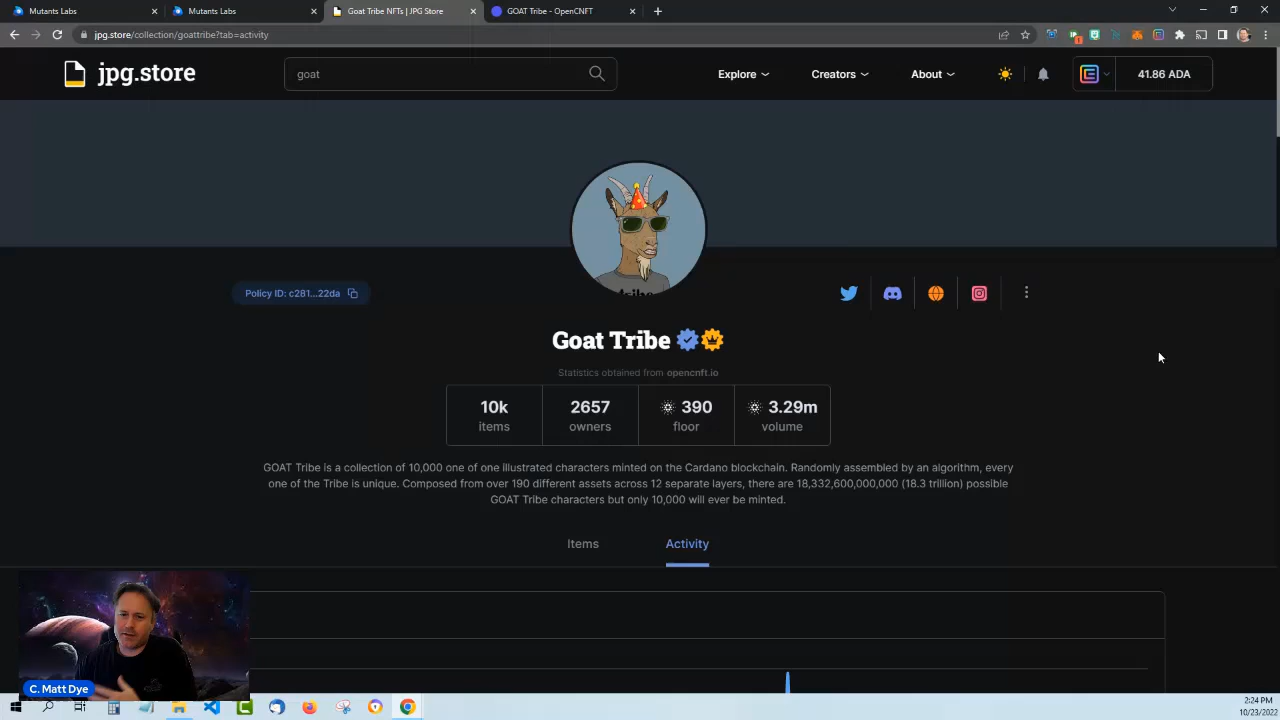 Mutants Labs
Mutants Labs
Goat Tribe NFTs | JPG Store
GOAT Tribe - OpenCNFT
jpg.store/collection/goattribe?tab=activity
1
jpg.store
goat
Explore
Creators
About
41.86 ADA
Policy ID: c281...22da
Goat Tribe
Statistics obtained from opencnft.io
10k
items
2657
owners
390
floor
3.29m
volume
GOAT Tribe is a collection of 10,000 one of one illustrated characters minted on the Cardano blockchain. Randomly assembled by an algorithm, every
one of the Tribe is unique. Composed from over 190 different assets across 12 separate layers, there are 18,332,600,000,000 (18.3 trillion) possible
GOAT Tribe characters but only 10,000 will ever be minted.
Items
Activity
C. Matt Dye
2:24 PM
10/23/2022